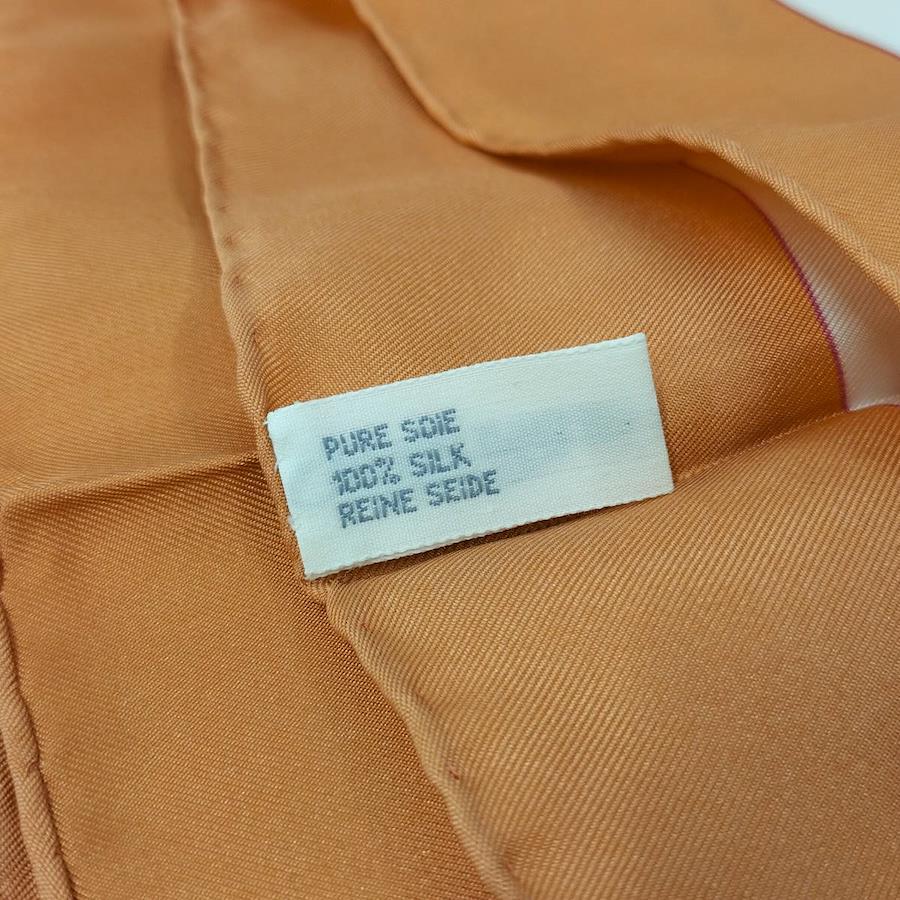 PURE SOIE
100% SILK
REINE SEIDE